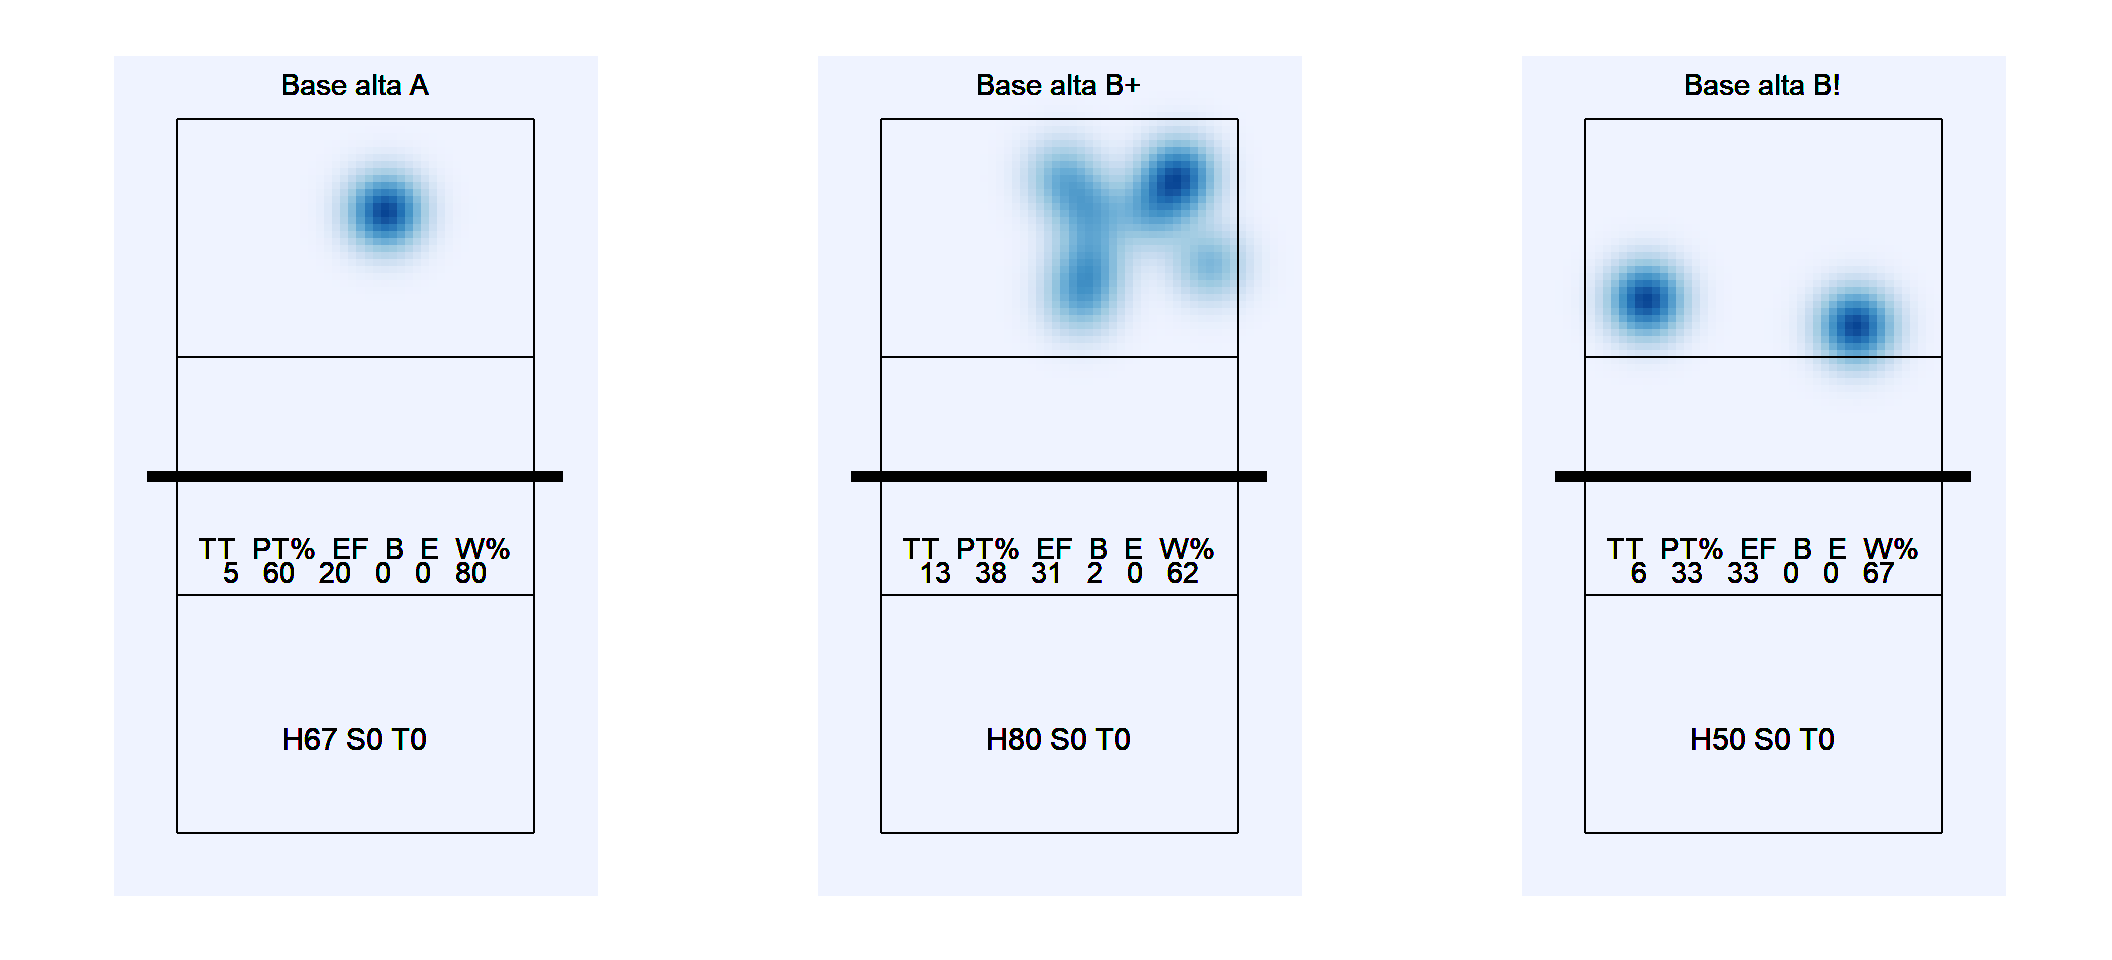 Base alta A
TT PT% EF B E W%
5 60 20 0 0 80
H67 S0 T0
Base alta B+
TT PT% EF B E W%
13 38 31 2 0 62
H80 S0 T0
Base alta B!
TT PT% EF B E W%
6 33 33 0 0 67
H50 S0 T0